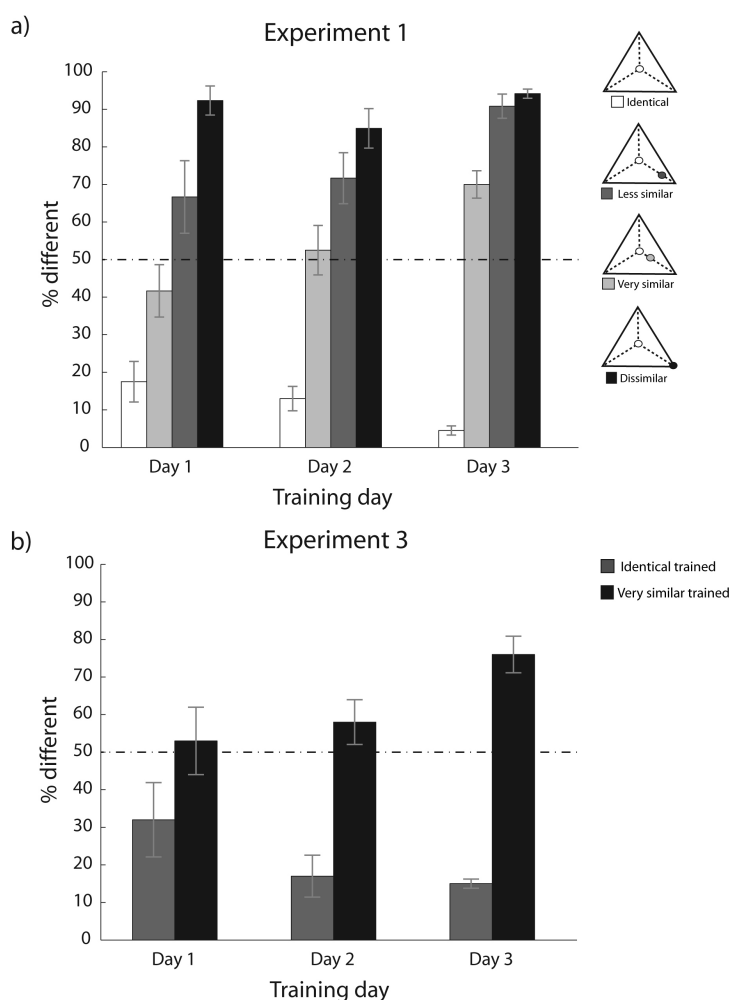 a)
Experiment 1
100
90
80
70
60
50
40
30
20
10
0
% different
Day 1
Day 2
Day 3
Training day
Identical
Less similar
Very similar
Dissimilar
b)
Experiment 3
100
90
80
70
60
50
40
30
20
10
0
% different
Day 1
Day 2
Day 3
Training day
Identical trained
Very similar trained